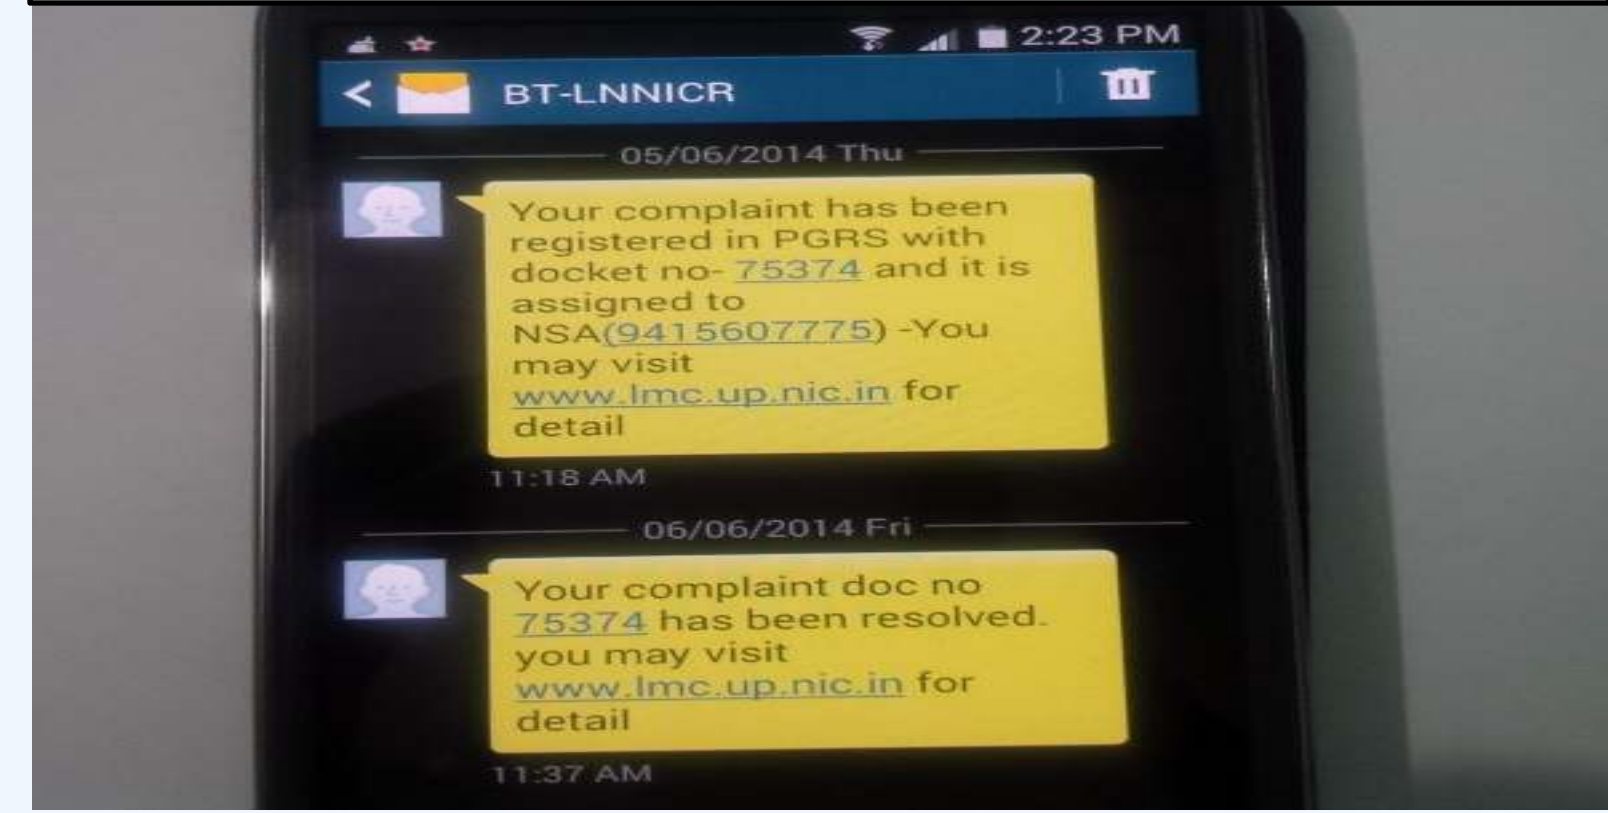 2:23 PM
BT-LNNICR
05/06/2014 Thu
Your complaint has been
registered in PGRS with
docket no- 75374 and it is
assigned to
NSA(9415607775) -You
may visit
www.lmc.up.nic.in for
detail
11:18 AM
06/06/2014 Fri
Your complaint doc no
75374 has been resolved.
you may visit
www.lmc.up.nic.in for
detail
11:37 AM